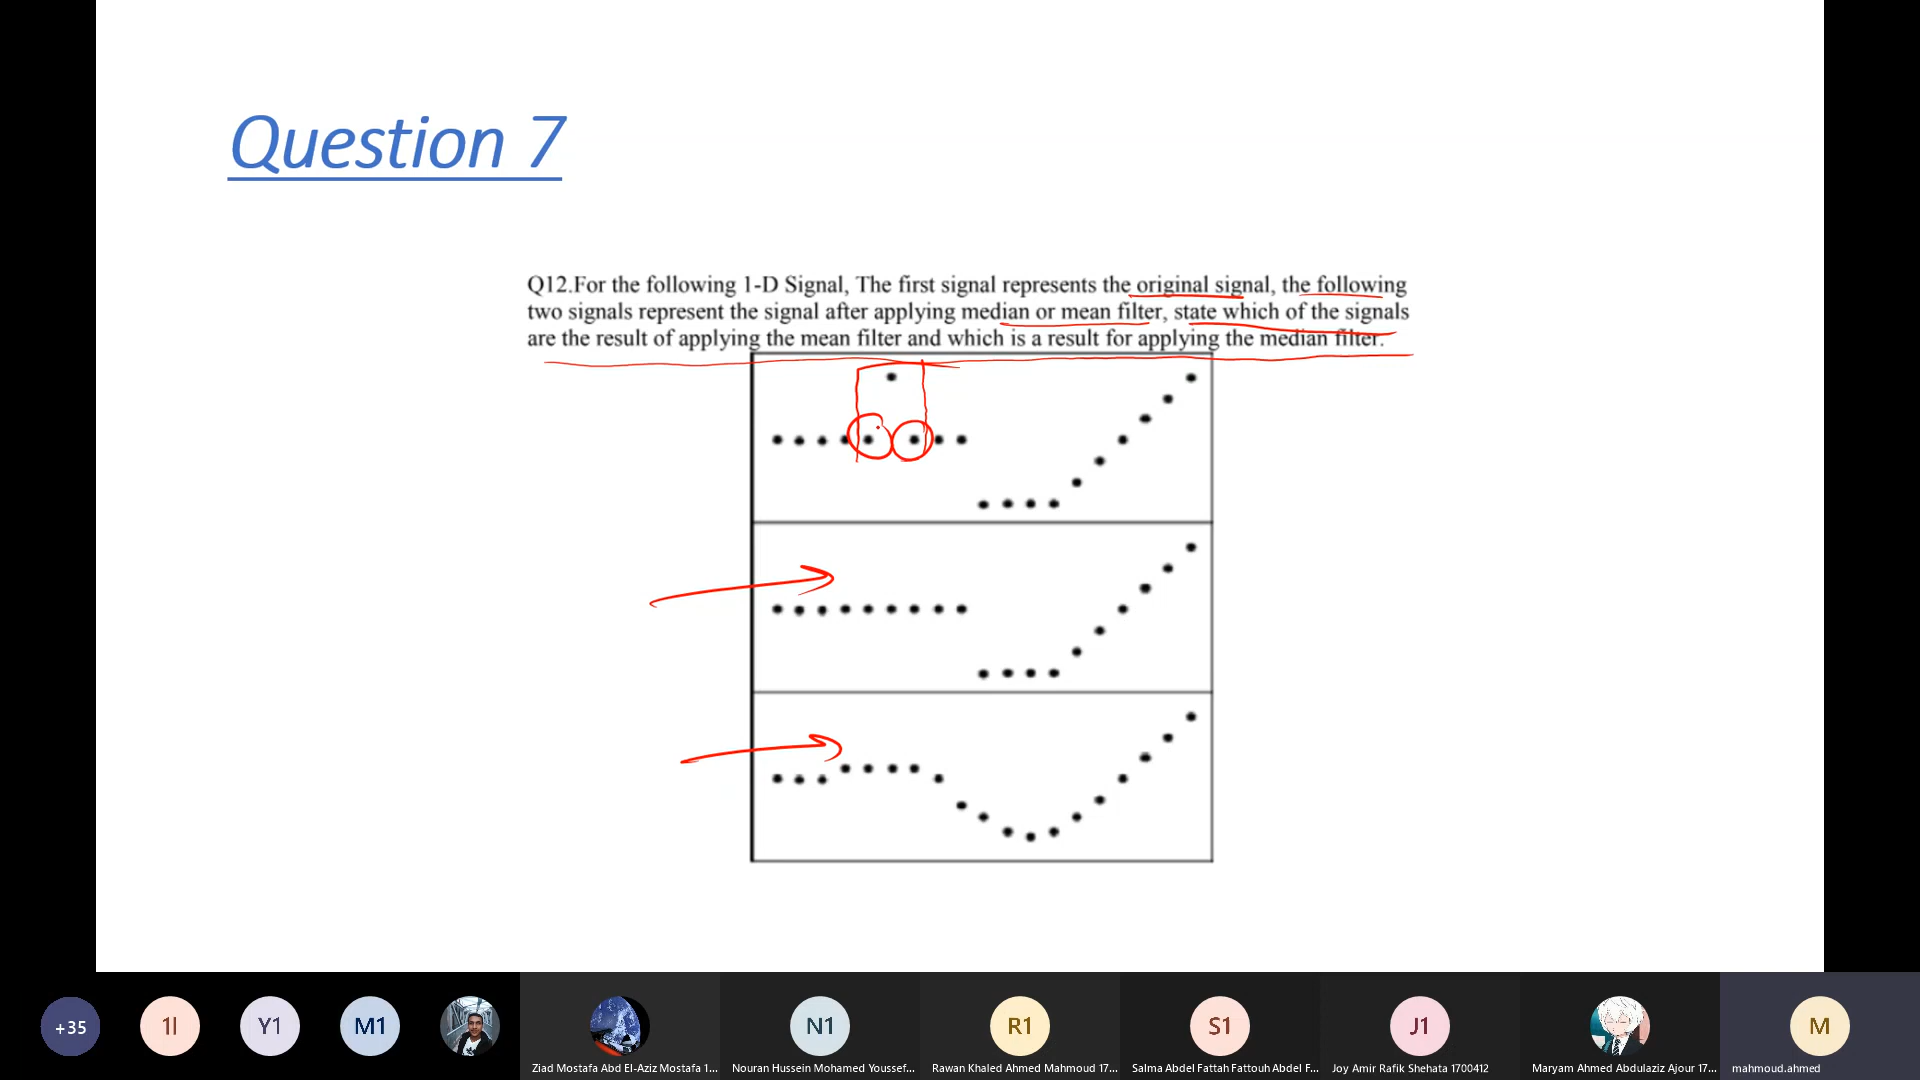 Question 7
Q12.For the following 1-D Signal, The first signal represents the original signal, the following
two signals represent the signal after applying median or mean filter, state which of the signals
are the result of applying the mean filter and which is a result for applying the median filter.
+35
1l
Y1
M1
N1
R1
S1
J1
M
Ziad Mostafa Abd El-Aziz Mostafa 1...
Nouran Hussein Mohamed Youssef...
Rawan Khaled Ahmed Mahmoud 17...
Salma Abdel Fattah Fattouh Abdel F...
Joy Amir Rafik Shehata 1700412
Maryam Ahmed Abdulaziz Ajour 17...
mahmoud.ahmed